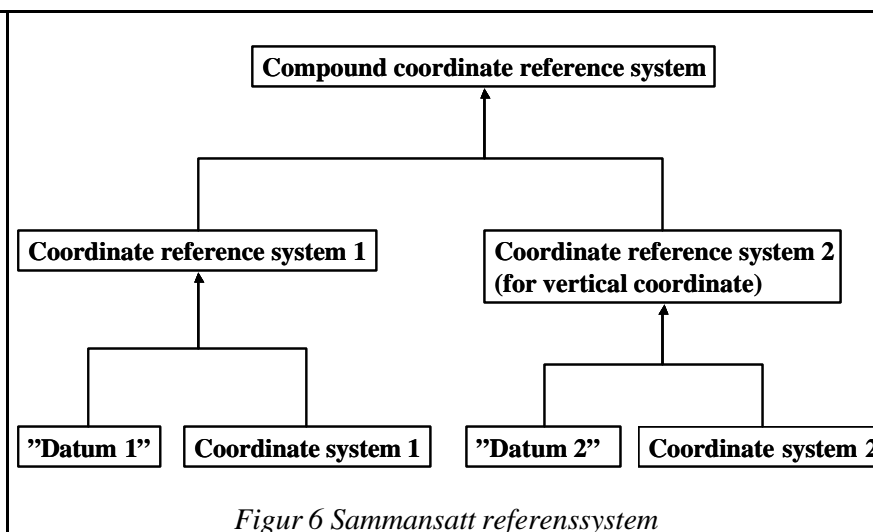 Compound coordinate reference system
Coordinate reference system 1
Coordinate reference system 2
(for vertical coordinate)
”Datum 1”
Coordinate system 1
”Datum 2”
Coordinate system 2
Figur 6 Sammansatt referenssystem